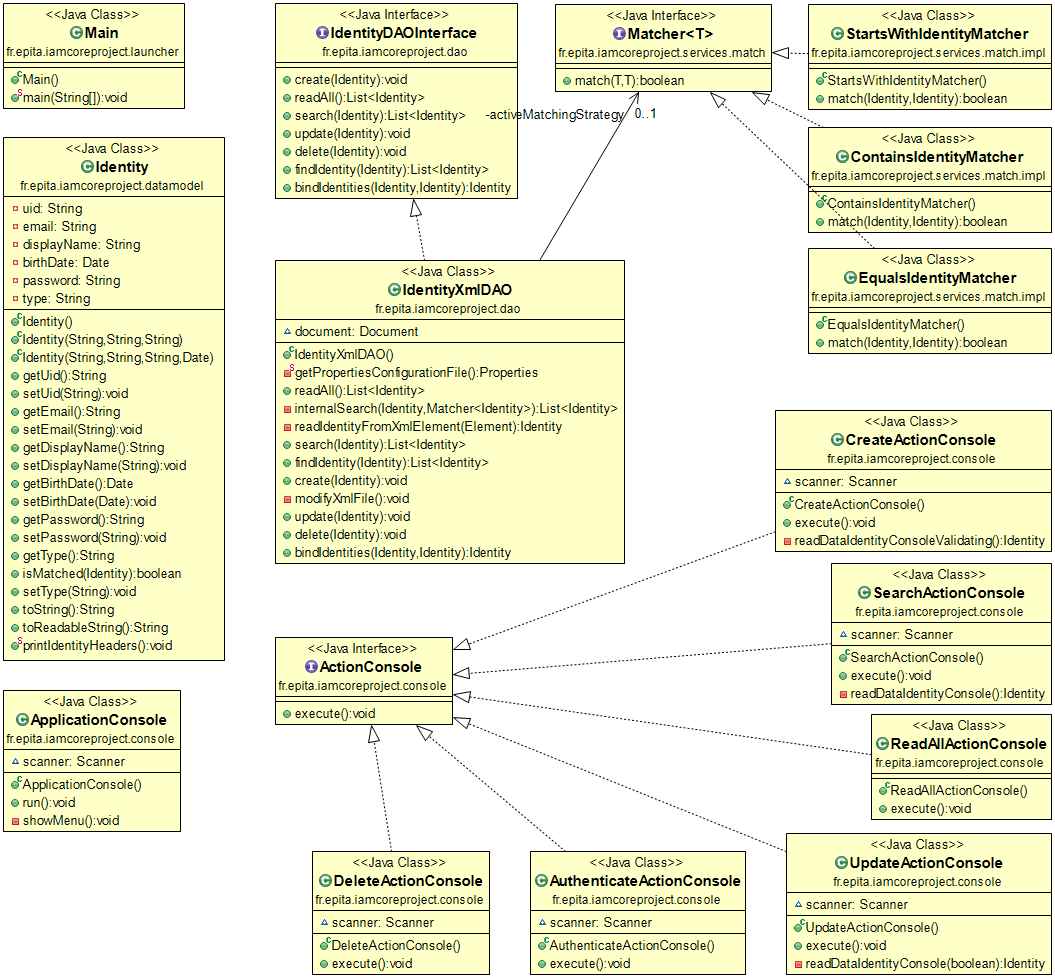 <<Java Class>>
Main
fr.epita.iamcoreproject.launcher
Main()
main(String[]):void
<<Java Interface>>
IdentityDAOInterface
fr.epita.iamcoreproject.dao
create(Identity):void
readAll():List<Identity>
search(Identity):List<Identity>
update(Identity):void
delete(Identity):void
findIdentity(Identity):List<Identity>
bindIdentities(Identity,Identity):Identity
<<Java Interface>>
Matcher<T>
fr.epita.iamcoreproject.services.match
match(T,T):boolean
-activeMatchingStrategy 0..1
<<Java Class>>
StartsWithIdentityMatcher
fr.epita.iamcoreproject.services.match.impl
StartsWithIdentityMatcher()
match(Identity,Identity):boolean
<<Java Class>>
ContainsIdentityMatcher
fr.epita.iamcoreproject.services.match.impl
ContainsIdentityMatcher()
match(Identity,Identity):boolean
<<Java Class>>
EqualsIdentityMatcher
fr.epita.iamcoreproject.services.match.impl
EqualsIdentityMatcher()
match(Identity,Identity):boolean
<<Java Class>>
Identity
fr.epita.iamcoreproject.datamodel
uid: String
email: String
displayName: String
birthDate: Date
password: String
type: String
Identity()
Identity(String,String,String)
Identity(String,String,String,Date)
getUid():String
setUid(String):void
getEmail():String
setEmail(String):void
getDisplayName():String
setDisplayName(String):void
getBirthDate():Date
setBirthDate(Date):void
getPassword():String
setPassword(String):void
getType():String
isMatched(Identity):boolean
setType(String):void
toString():String
toReadableString():String
printIdentityHeaders():void
<<Java Class>>
IdentityXmlDAO
fr.epita.iamcoreproject.dao
document: Document
IdentityXmlDAO()
getPropertiesConfigurationFile():Properties
readAll():List<Identity>
internalSearch(Identity,Matcher<Identity>):List<Identity>
readIdentityFromXmlElement(Element):Identity
search(Identity):List<Identity>
findIdentity(Identity):List<Identity>
create(Identity):void
modifyXmlFile():void
update(Identity):void
delete(Identity):void
bindIdentities(Identity,Identity):Identity
<<Java Class>>
CreateActionConsole
fr.epita.iamcoreproject.console
scanner: Scanner
CreateActionConsole()
execute():void
readDataIdentityConsoleValidating():Identity
<<Java Class>>
SearchActionConsole
fr.epita.iamcoreproject.console
scanner: Scanner
SearchActionConsole()
execute():void
readDataIdentityConsole():Identity
<<Java Interface>>
ActionConsole
fr.epita.iamcoreproject.console
execute():void
<<Java Class>>
ApplicationConsole
fr.epita.iamcoreproject.console
scanner: Scanner
ApplicationConsole()
run():void
showMenu():void
<<Java Class>>
ReadAllActionConsole
fr.epita.iamcoreproject.console
ReadAllActionConsole()
execute():void
<<Java Class>>
DeleteActionConsole
fr.epita.iamcoreproject.console
scanner: Scanner
DeleteActionConsole()
execute():void
<<Java Class>>
AuthenticateActionConsole
fr.epita.iamcoreproject.console
scanner: Scanner
AuthenticateActionConsole()
execute():void
<<Java Class>>
UpdateActionConsole
fr.epita.iamcoreproject.console
scanner: Scanner
UpdateActionConsole()
execute():void
readDataIdentityConsole(boolean):Identity